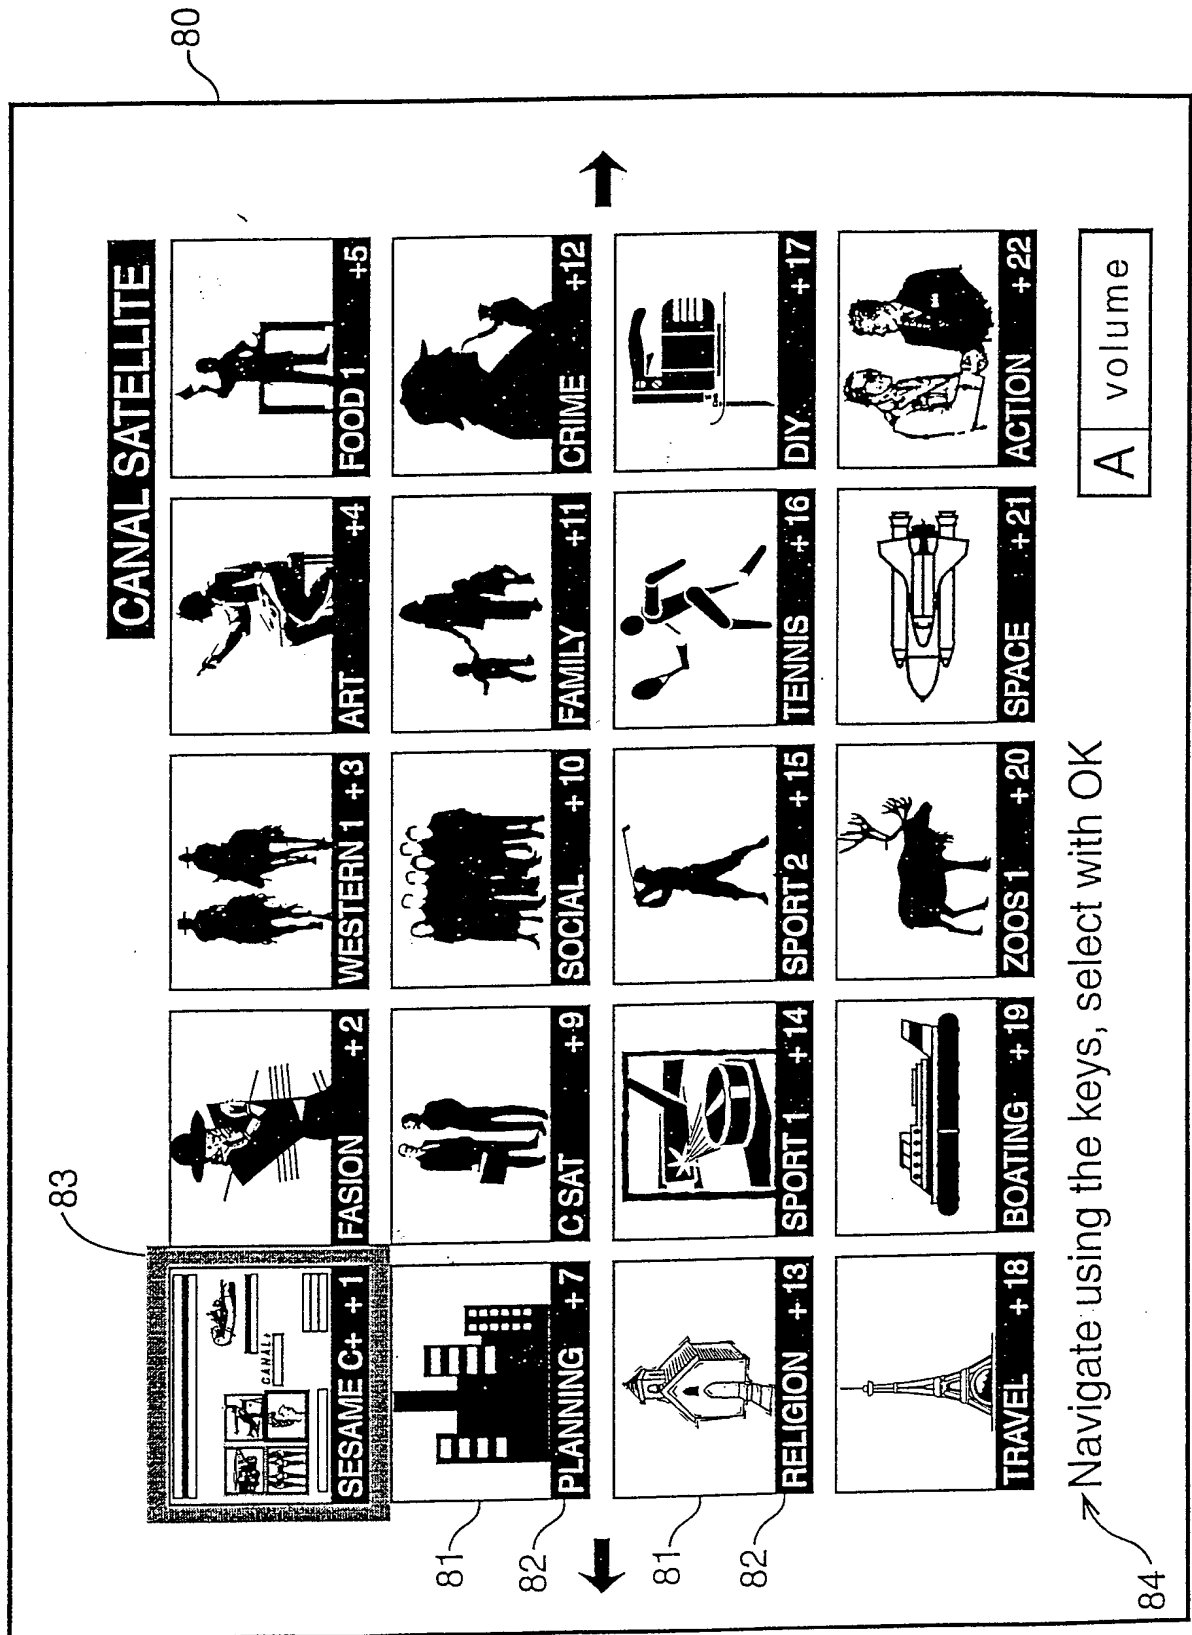 80
CANAL SATELLITE
83
CANAL+
SESAME C+ +1
FASION +2
WESTERN 1 +3
ART +4
FOOD 1 +5
81
82
PLANNING +7
C SAT +9
SOCIAL +10
FAMILY +11
CRIME +12
81
82
RELIGION +13
SPORT 1 +14
SPORT 2 +15
TENNIS +16
DIY +17
TRAVEL +18
BOATING +19
ZOOS 1 +20
SPACE +21
ACTION +22
84
Navigate using the keys, select with OK
A volume